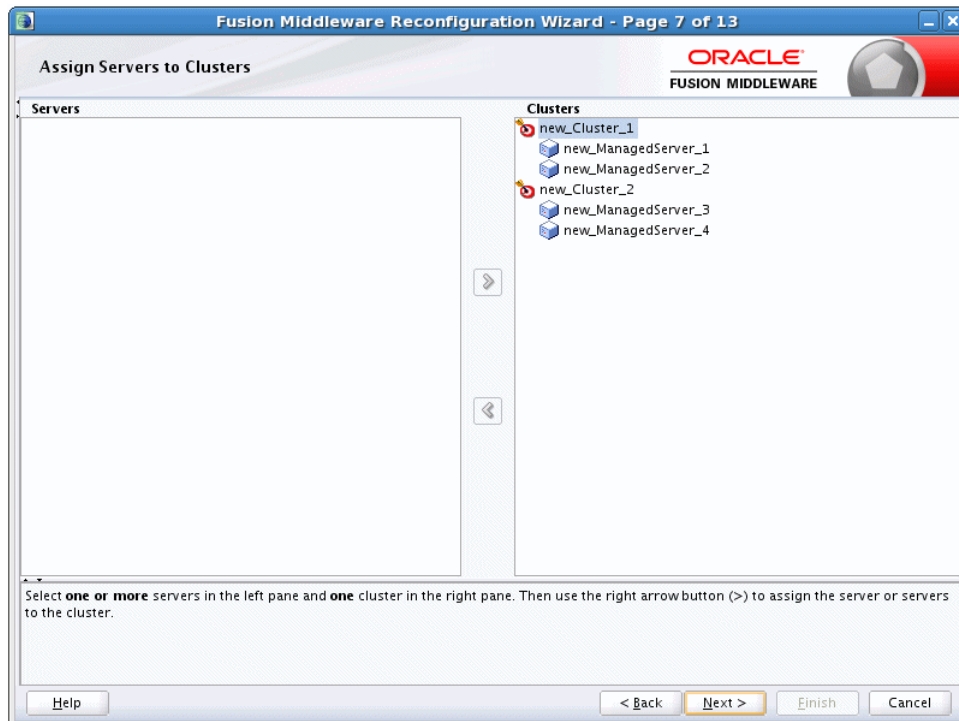 Fusion Middleware Reconfiguration Wizard - Page 7 of 13
Assign Servers to Clusters
ORACLE
FUSION MIDDLEWARE
Servers
Clusters
new_Cluster_1
new_ManagedServer_1
new_ManagedServer_2
new_Cluster_2
new_ManagedServer_3
new_ManagedServer_4
Select one or more servers in the left pane and one cluster in the right pane. Then use the right arrow button (>) to assign the server or servers
to the cluster.
Help
< Back
Next >
Finish
Cancel